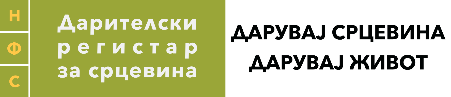 Н
Ф
С
Дарителски
регистар
за срцевина
ДАРУВАЈ СРЦЕВИНА
ДАРУВАЈ ЖИВОТ